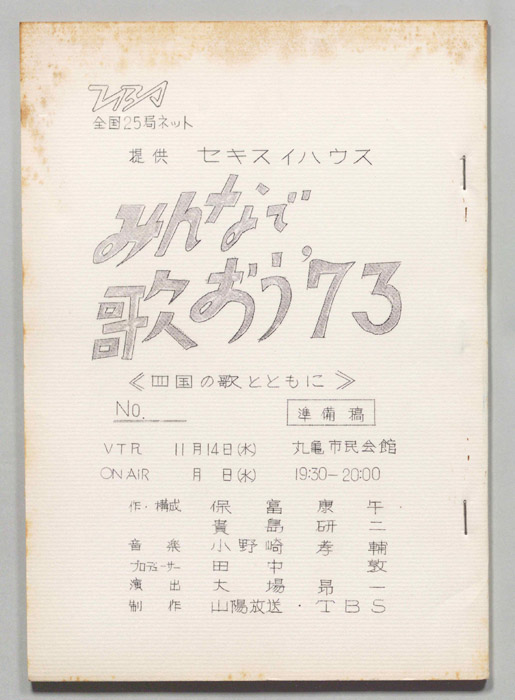 TBS
全国25局ネット
提供 セキスイハウス
みんなで
歌おう'73
≪四国の歌とともに≫
No.
準備稿
VTR 11月14日(水) 丸亀市民会館
ON AiR 月 日(水) 19:30-20:00
作・構成 保富康午
貴島研二
音楽 小野崎孝輔
プロデューサー 田中敦
演出 大場昂一
制作 山陽放送・TBS